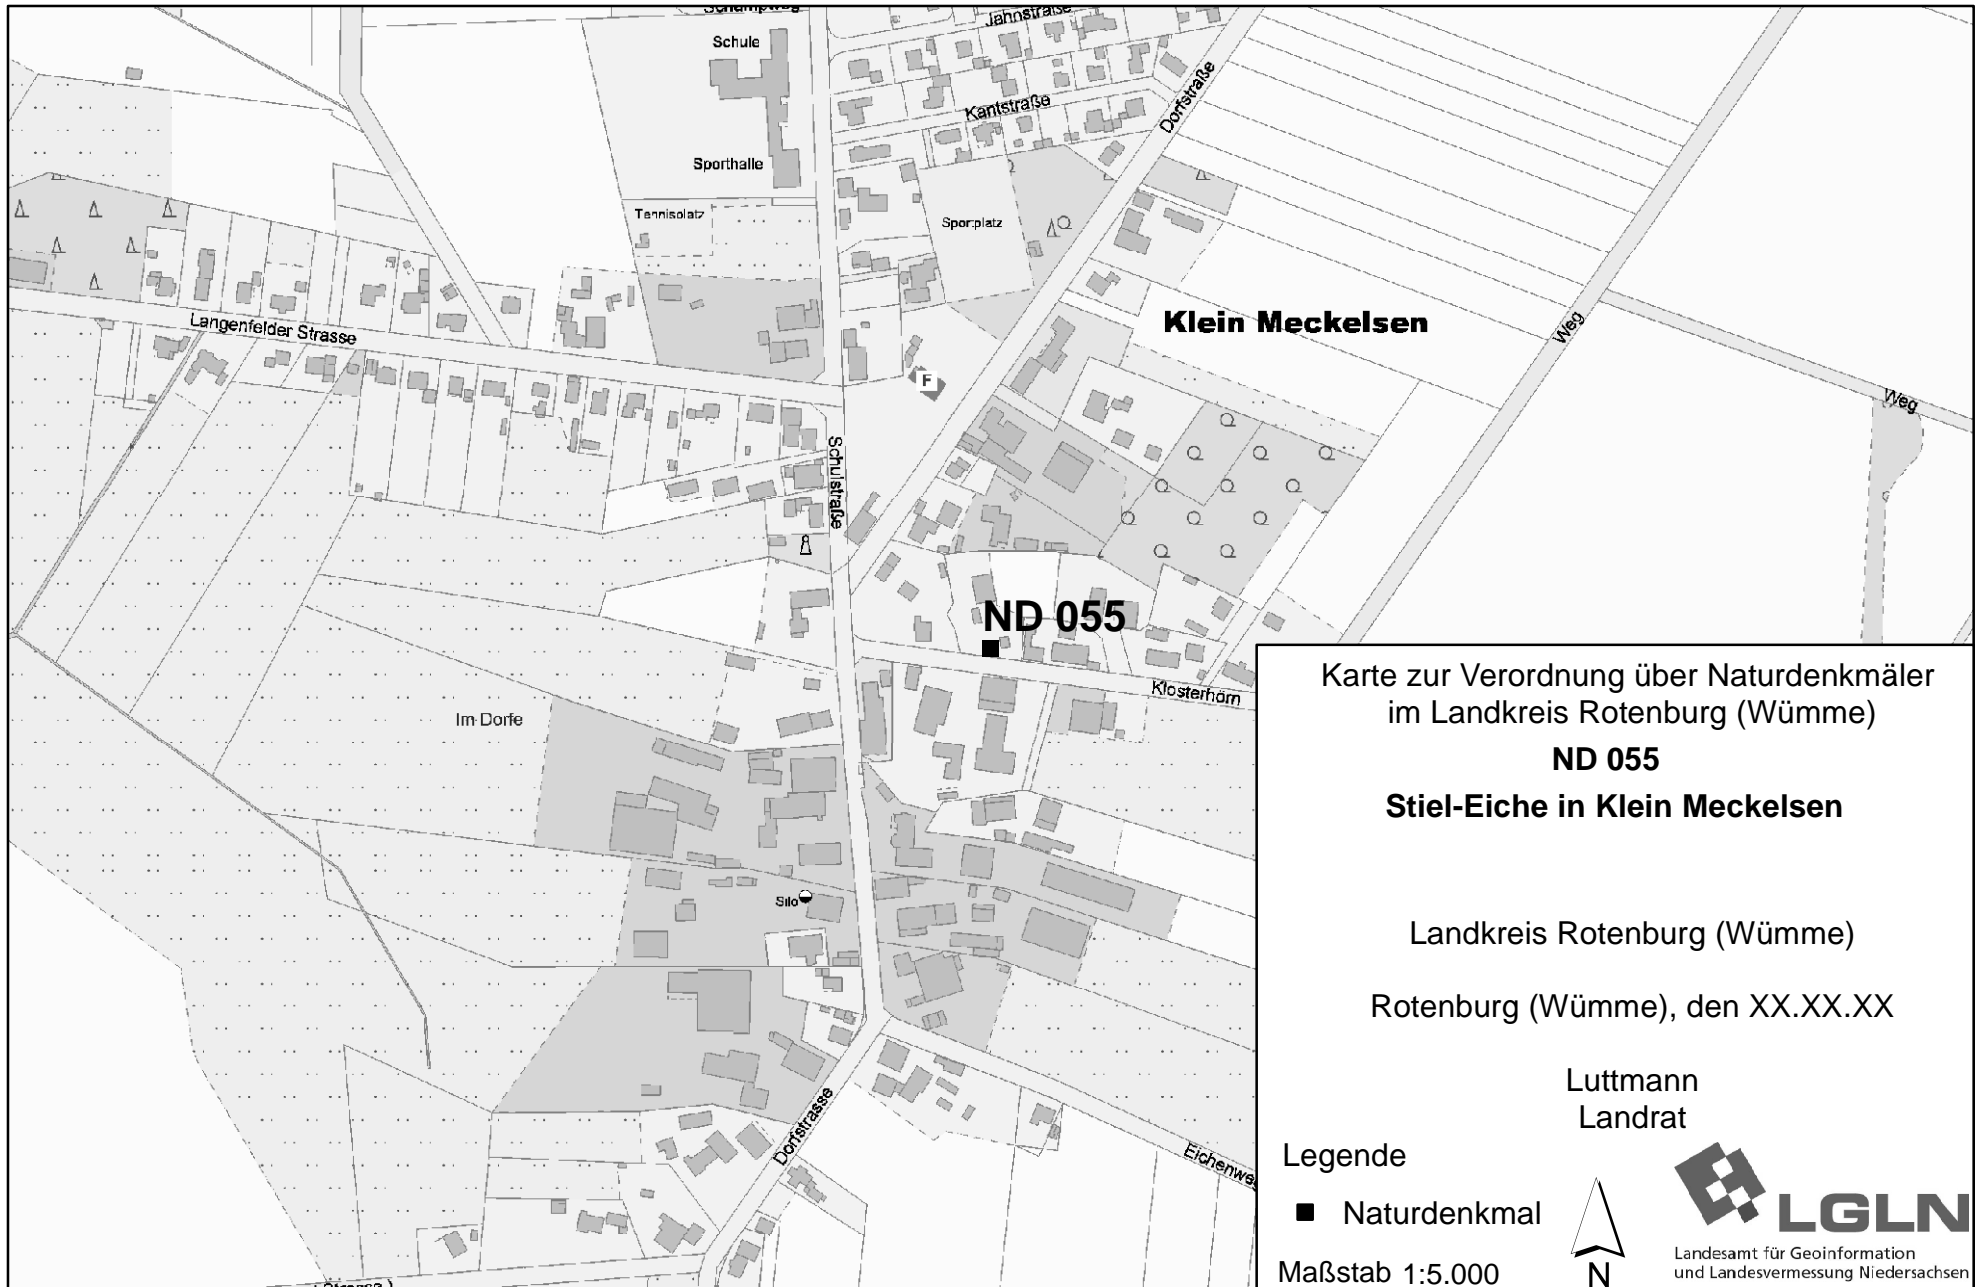 Jahnstraße
Schule
Dorfstraße
Kantstraße
Sporthalle
Tennisplatz
Sportplatz
Langenfelder Strasse
Klein Meckelsen
Weg
F
Weg
Schulstraße
ND 055
Klosterhorn
Im Dorfe
Silo
Dorfstrasse
Eichenweg
Karte zur Verordnung über Naturdenkmäler
im Landkreis Rotenburg (Wümme)
ND 055
Stiel-Eiche in Klein Meckelsen
Landkreis Rotenburg (Wümme)
Rotenburg (Wümme), den XX.XX.XX
Luttmann
Landrat
Legende
Naturdenkmal
Maßstab 1:5.000
N
LGLN
Landesamt für Geoinformation
und Landesvermessung Niedersachsen